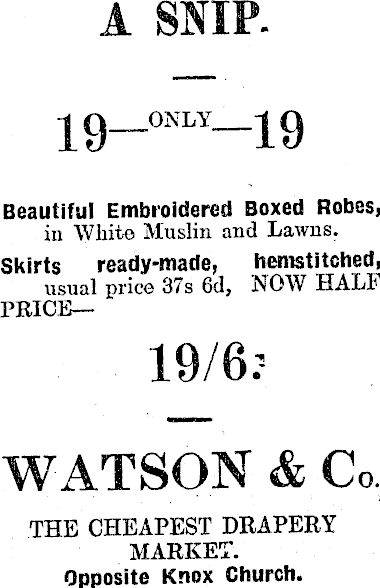 A SNIP.
19—ONLY—19
Beautiful Embroidered Boxed Robes,
in White Muslin and Lawns.
Skirts ready-made, hemstitched,
usual price 37s 6d, NOW HALF
PRICE—
19/6.
WATSON & Co.
THE CHEAPEST DRAPERY
MARKET.
Opposite Knox Church.